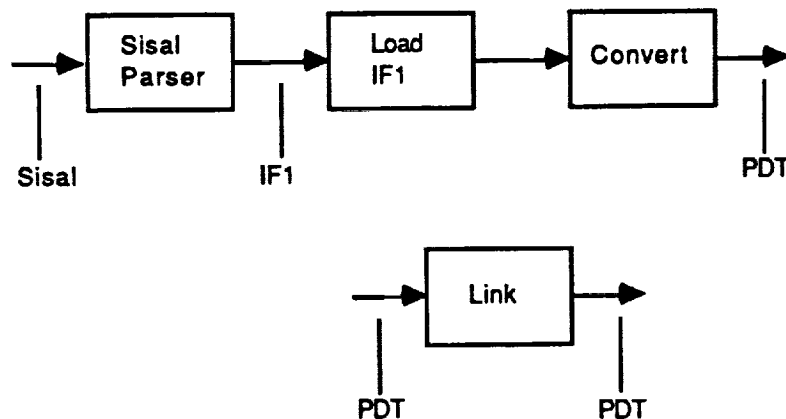 Sisal
Parser
Load
IF1
Convert
Sisal
IF1
PDT
Link
PDT
PDT